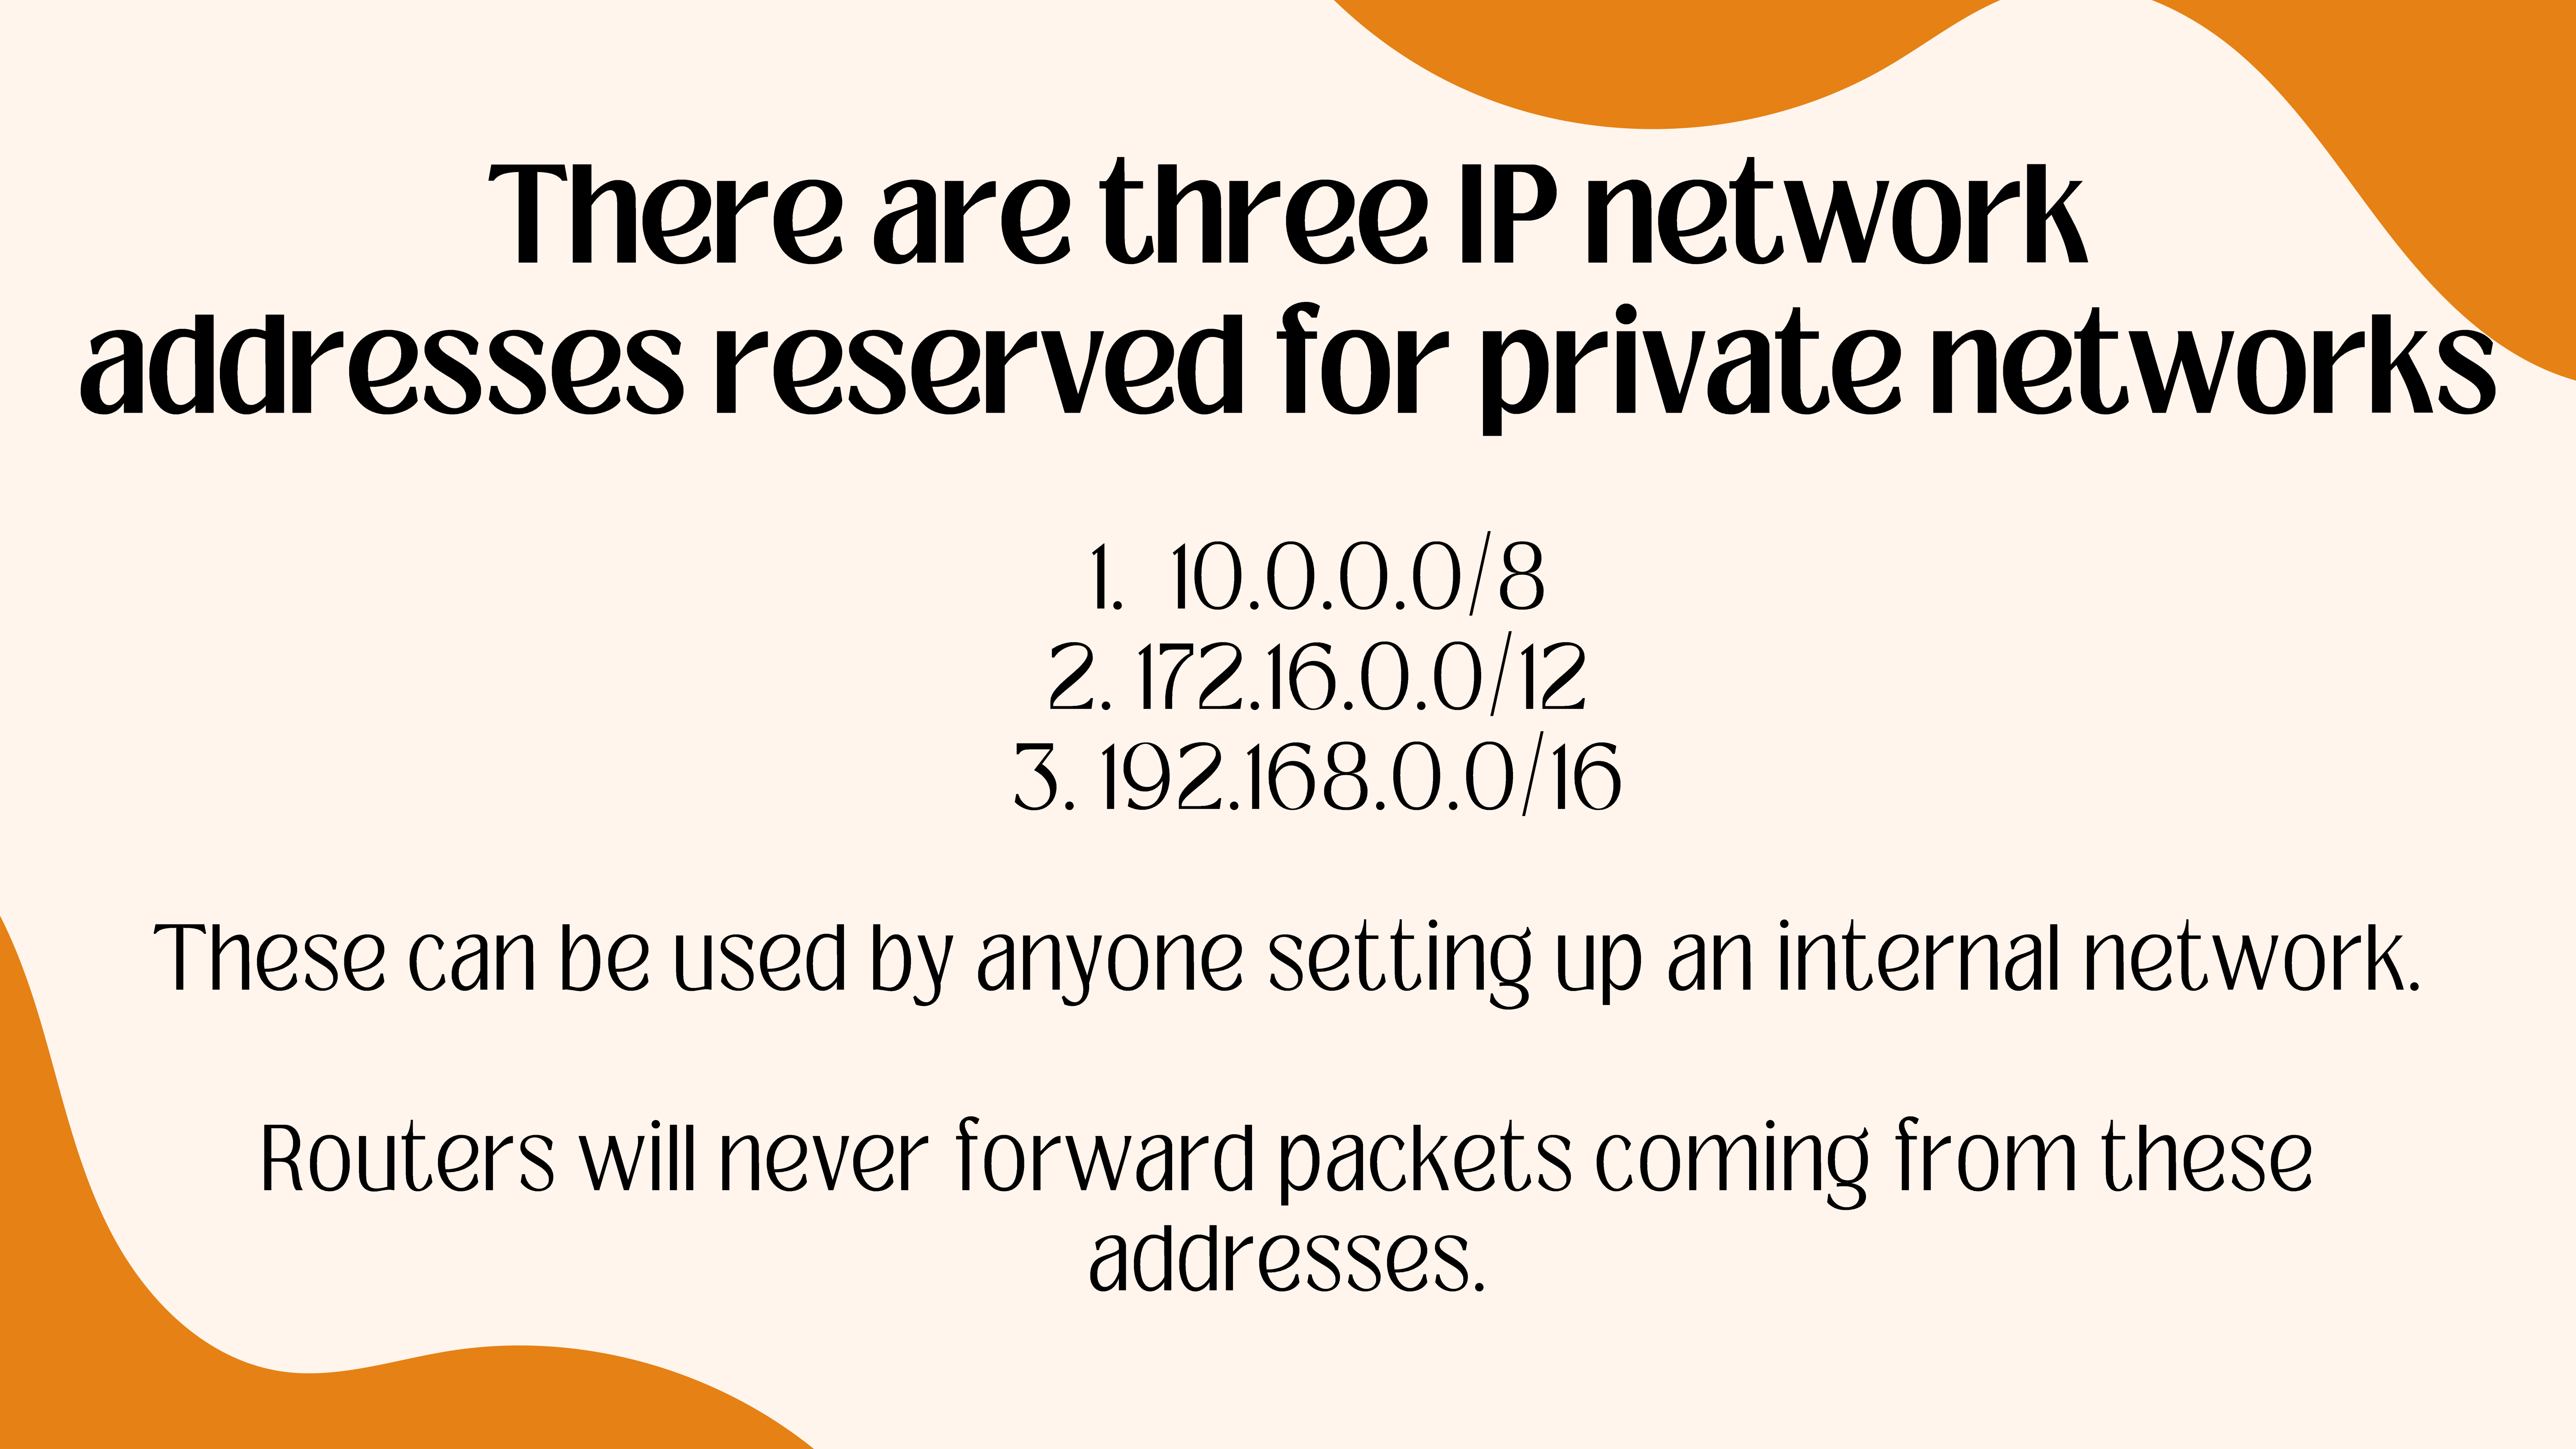 There are three IP network
addresses reserved for private networks
1. 10.0.0.0/8
2. 172.16.0.0/12
3. 192.168.0.0/16
These can be used by anyone setting up an internal network.
Routers will never forward packets coming from these
addresses.